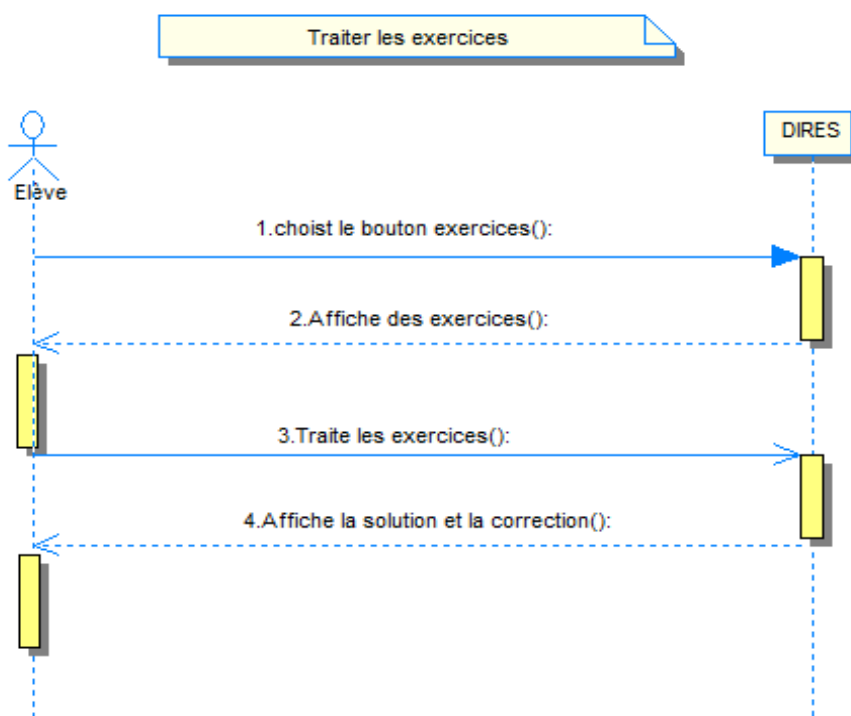 Traiter les exercices
DIRES
Elève
1.choist le bouton exercices():
2.Affiche des exercices():
3.Traite les exercices():
4.Affiche la solution et la correction():